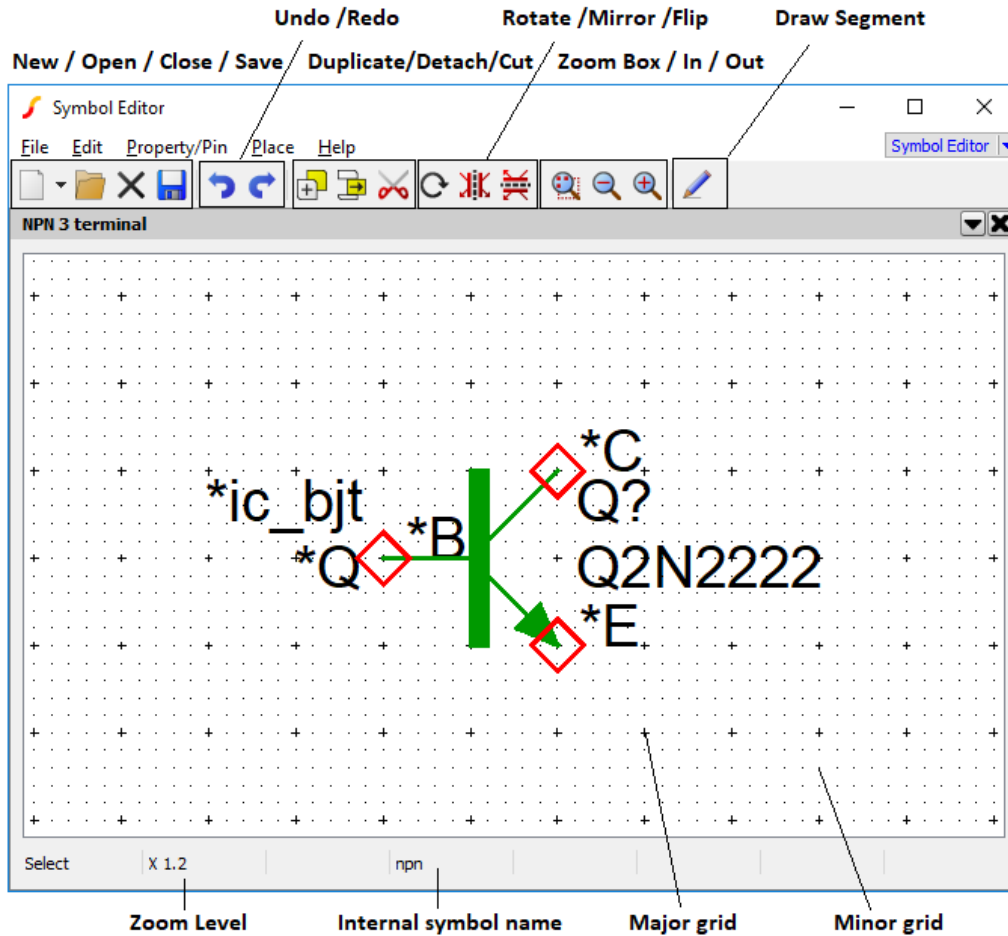 Undo /Redo
Rotate /Mirror /Flip
Draw Segment
New / Open / Close / Save
Duplicate/Detach/Cut
Zoom Box / In / Out
Symbol Editor
File Edit Property/Pin Place Help
Symbol Editor
NPN 3 terminal
*C
*ic_bjt
Q?
*B
*Q
Q2N2222
*E
Select
X 1.2
npn
Zoom Level
Internal symbol name
Major grid
Minor grid